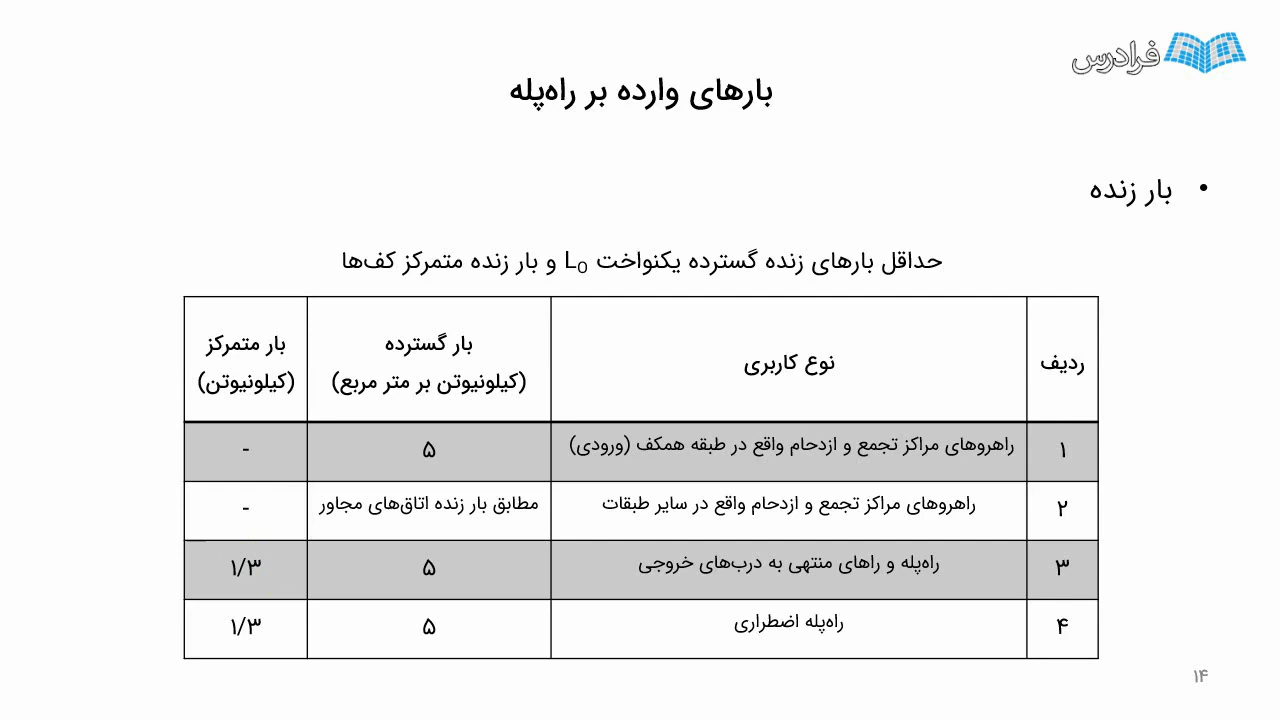 فرادرس
بارهای وارده بر راه‌پله
• بار زنده
حداقل بارهای زنده گسترده یکنواخت L₀ و بار زنده متمرکز کف‌ها
ردیف نوع کاربری بار گسترده (کیلونیوتن بر متر مربع) بار متمرکز (کیلونیوتن)
۱ راهروهای مراکز تجمع و ازدحام واقع در طبقه همکف (ورودی) ۵ -
۲ راهروهای مراکز تجمع و ازدحام واقع در سایر طبقات مطابق بار زنده اتاق‌های مجاور -
۳ راه‌پله و راهای منتهی به درب‌های خروجی ۵ ۱/۳
۴ راه‌پله اضطراری ۵ ۱/۳
۱۴